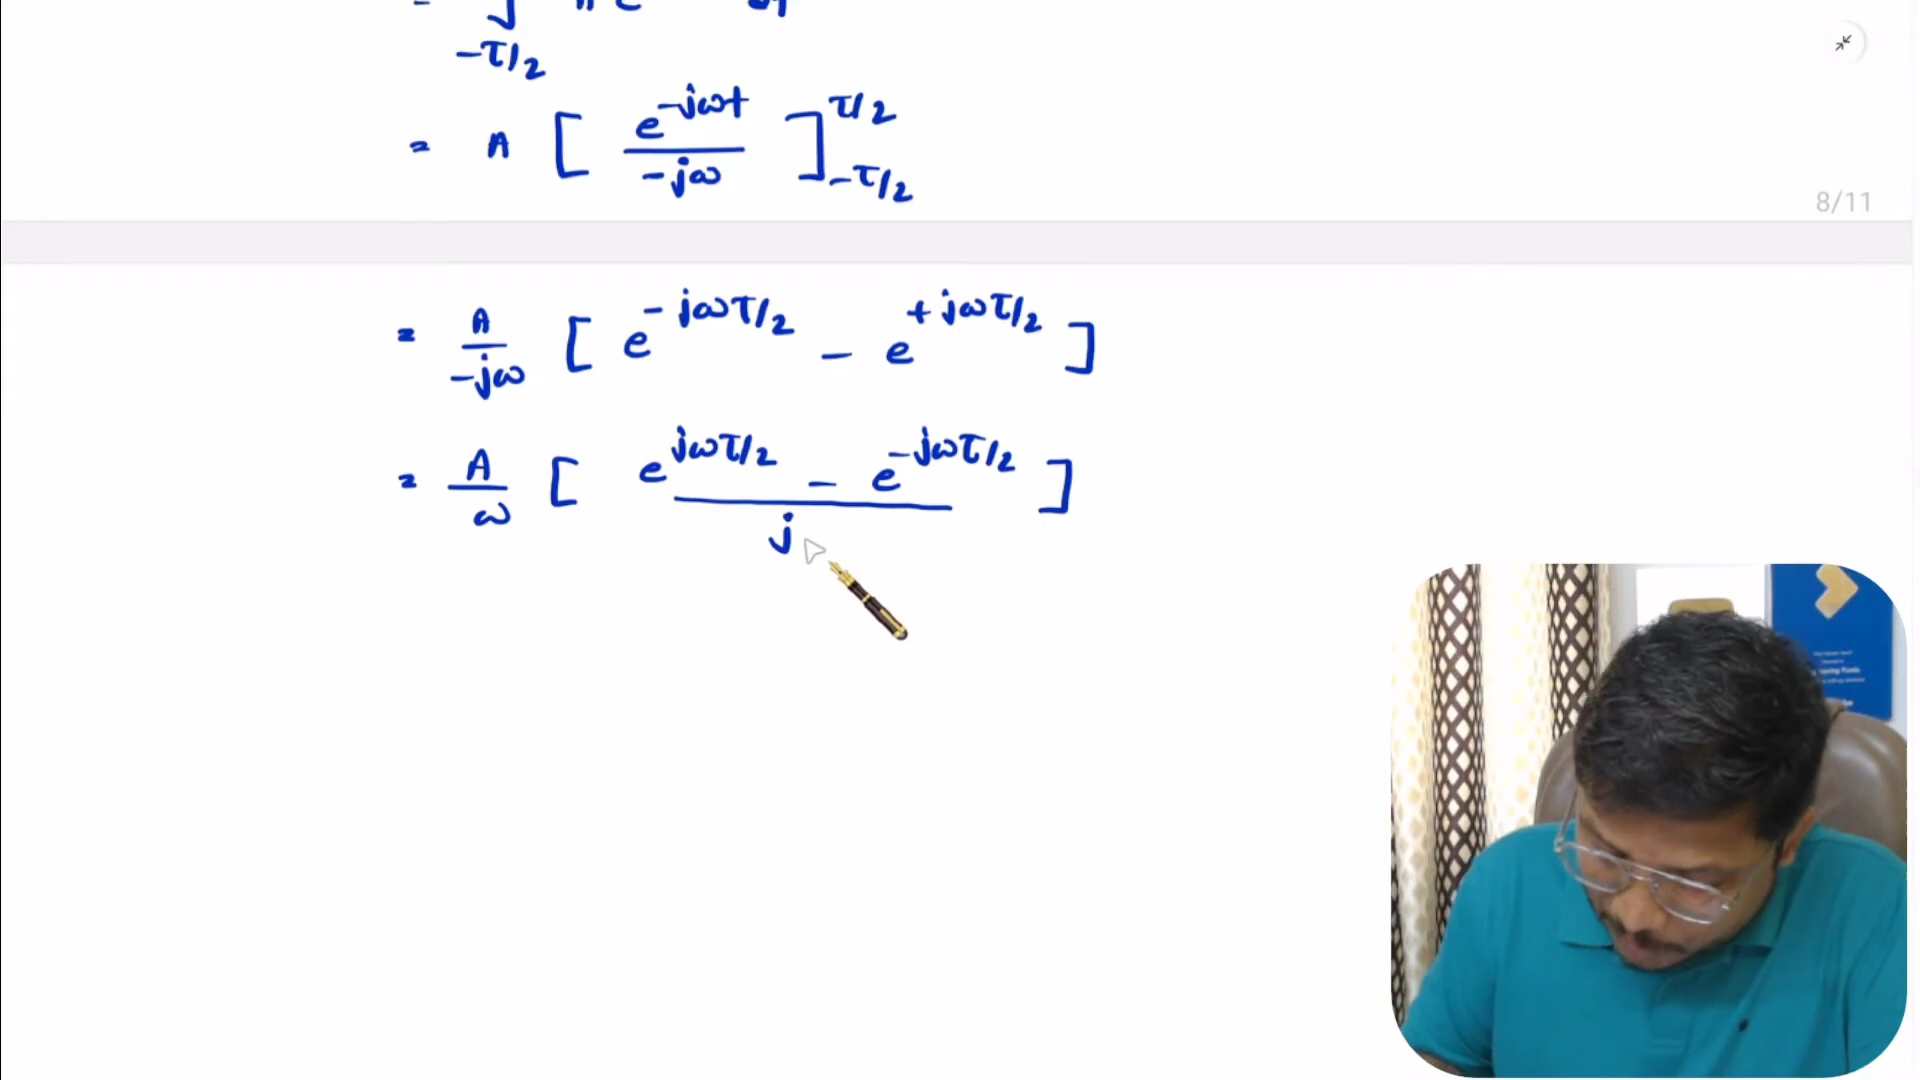 -τ/2
= A [ e^{-jωt} / -jω ]_{-τ/2}^{τ/2}
8/11
= A / -jω [ e^{-jωτ/2} - e^{+jωτ/2} ]
= A / ω [ e^{jωτ/2} - e^{-jωτ/2} / j ]